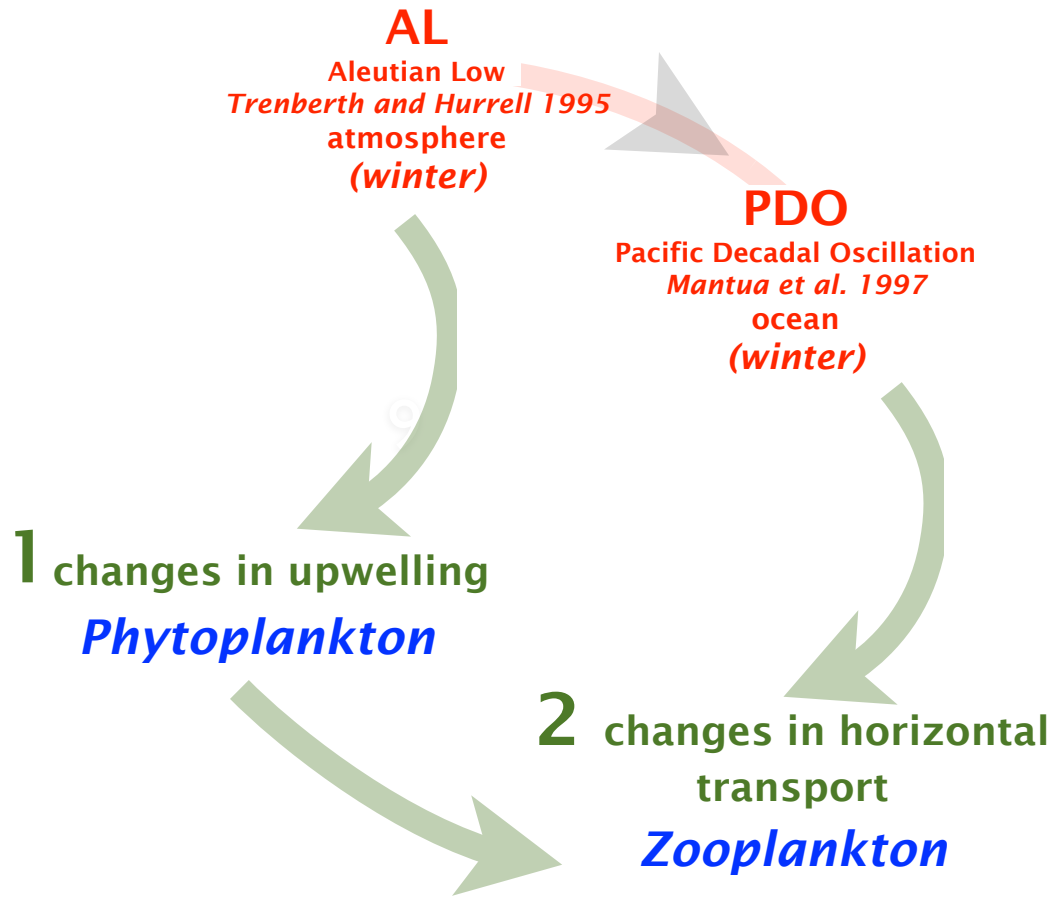 AL
Aleutian Low
Trenberth and Hurrell 1995
atmosphere
(winter)
PDO
Pacific Decadal Oscillation
Mantua et al. 1997
ocean
(winter)
9
1 changes in upwelling
Phytoplankton
2 changes in horizontal
transport
Zooplankton